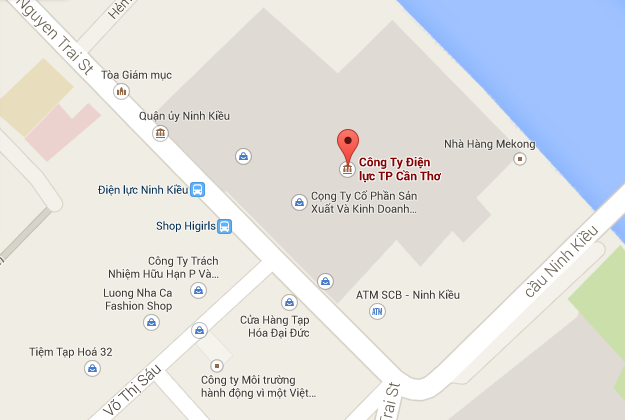 Nguyen Trai St
Hẻm
Tòa Giám mục
Quận ủy Ninh Kiều
Nhà Hàng Mekong
Công Ty Điện
lực TP Cần Thơ
Điện lực Ninh Kiều
Cọng Ty Cổ Phần Sản
Xuất Và Kinh Doanh...
Shop Higirls
cầu Ninh Kiều
Công Ty Trách
Nhiệm Hữu Hạn P Và...
Luong Nha Ca
Fashion Shop
ATM SCB - Ninh Kiều
ATM
Cửa Hàng Tạp
Hóa Đại Đức
Tiệm Tạp Hoá 32
Võ Thị Sáu
Công ty Môi trường
hành động vì một Việt...
Trai St